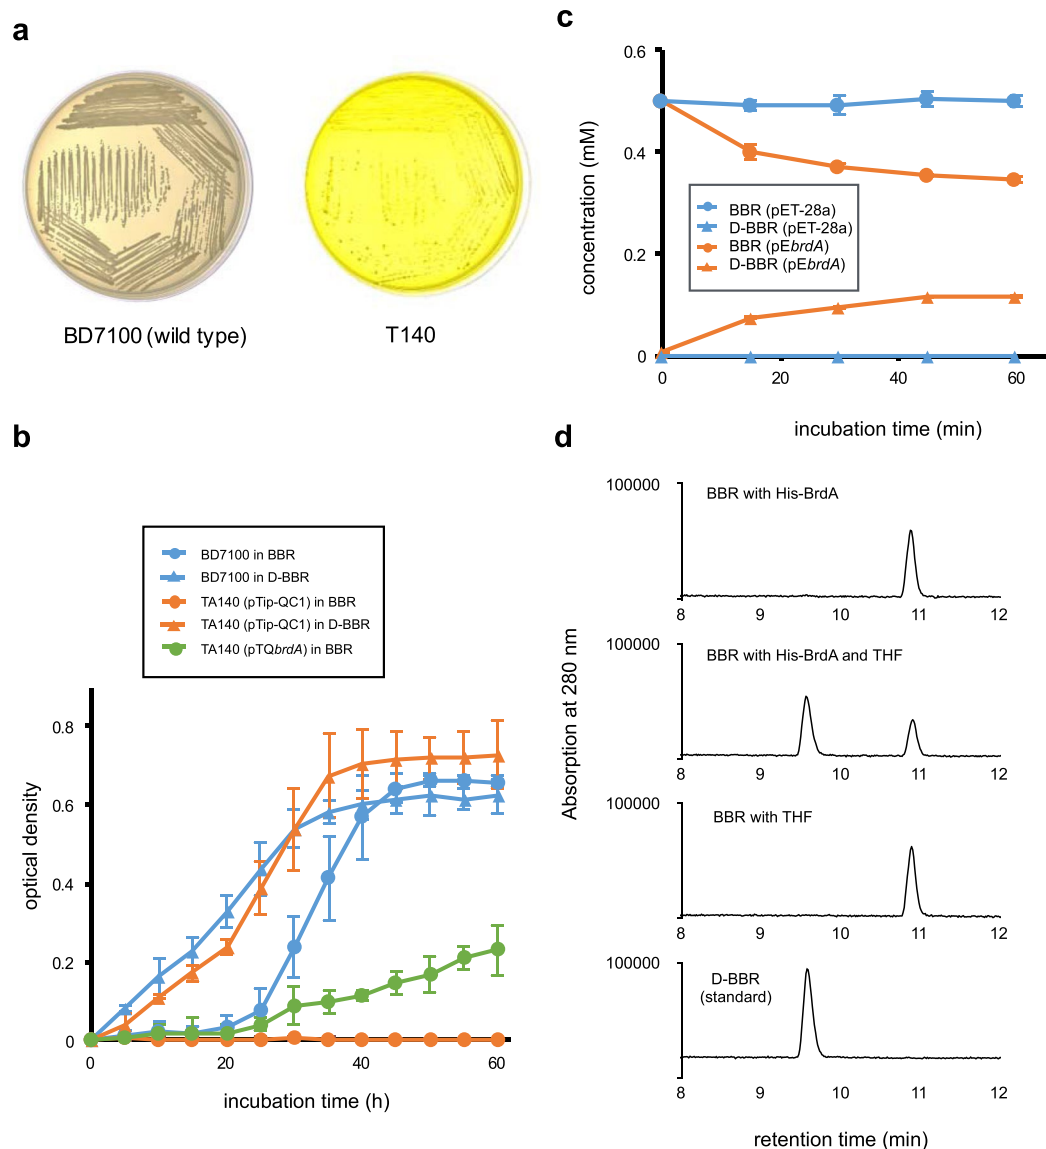 a
BD7100 (wild type)
T140
b
BD7100 in BBR
BD7100 in D-BBR
TA140 (pTip-QC1) in BBR
TA140 (pTip-QC1) in D-BBR
TA140 (pTQbrdA) in BBR
optical density
0.8
0.6
0.4
0.2
0
0
20
40
60
incubation time (h)
c
concentration (mM)
0.6
0.4
0.2
0
BBR (pET-28a)
D-BBR (pET-28a)
BBR (pEbrdA)
D-BBR (pEbrdA)
0
20
40
60
incubation time (min)
d
Absorption at 280 nm
100000
BBR with His-BrdA
8 9 10 11 12
100000
BBR with His-BrdA and THF
8 9 10 11 12
100000
BBR with THF
8 9 10 11 12
100000
D-BBR
(standard)
8 9 10 11 12
retention time (min)